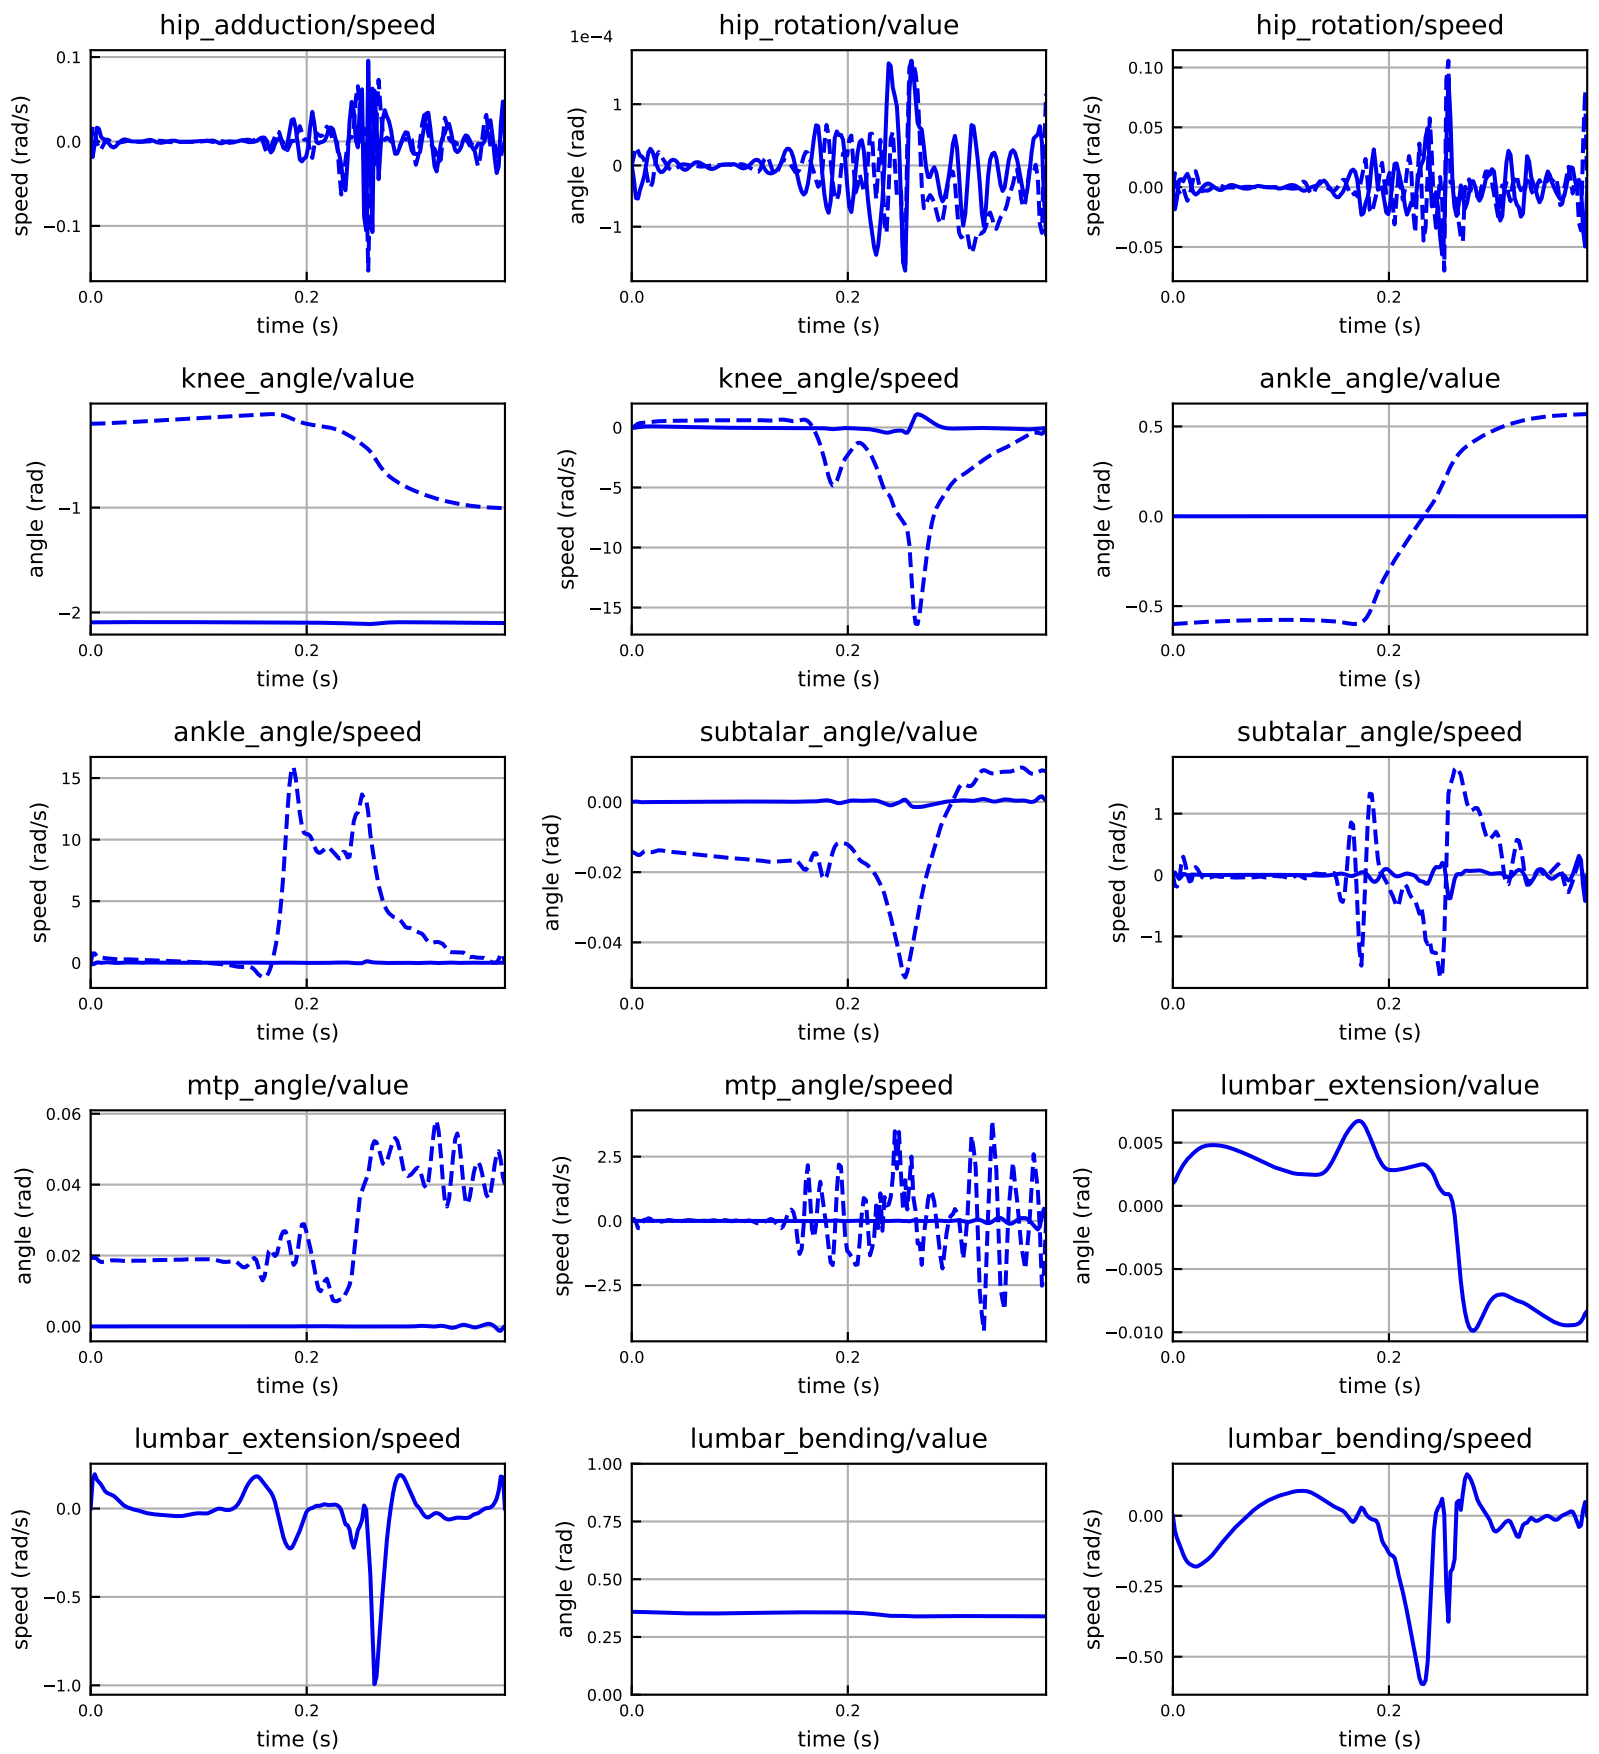 hip_adduction/speed
speed (rad/s)
0.1
0.0
−0.1
0.0
0.2
time (s)
hip_rotation/value
1e−4
angle (rad)
1
0
−1
0.0
0.2
time (s)
hip_rotation/speed
speed (rad/s)
0.10
0.05
0.00
−0.05
0.0
0.2
time (s)
knee_angle/value
angle (rad)
−1
−2
0.0
0.2
time (s)
knee_angle/speed
speed (rad/s)
0
−5
−10
−15
0.0
0.2
time (s)
ankle_angle/value
angle (rad)
0.5
0.0
−0.5
0.0
0.2
time (s)
ankle_angle/speed
speed (rad/s)
15
10
5
0
0.0
0.2
time (s)
subtalar_angle/value
angle (rad)
0.00
−0.02
−0.04
0.0
0.2
time (s)
subtalar_angle/speed
speed (rad/s)
1
0
−1
0.0
0.2
time (s)
mtp_angle/value
angle (rad)
0.06
0.04
0.02
0.00
0.0
0.2
time (s)
mtp_angle/speed
speed (rad/s)
2.5
0.0
−2.5
0.0
0.2
time (s)
lumbar_extension/value
angle (rad)
0.005
0.000
−0.005
−0.010
0.0
0.2
time (s)
lumbar_extension/speed
speed (rad/s)
0.0
−0.5
−1.0
0.0
0.2
time (s)
lumbar_bending/value
angle (rad)
1.00
0.75
0.50
0.25
0.00
0.0
0.2
time (s)
lumbar_bending/speed
speed (rad/s)
0.00
−0.25
−0.50
0.0
0.2
time (s)